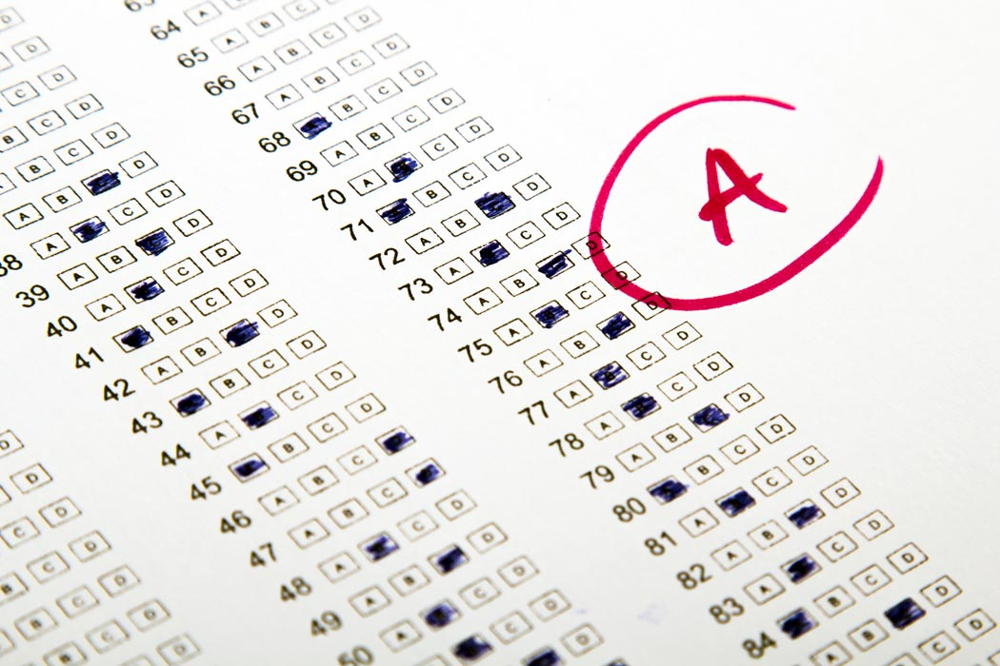 64 A
65 A B C
66 A B C D
67 A B C D
68 B C D
69 A B C D
70 A C D
71 B C D
72 A B D
73 A C D
74 A B D
75 A C D
76 A B D
77 A C D
78 A C D
79 A B D
80 B C D
81 A C D
82 A B D
83 A C D
84 B C D
A
38 A C D
39 A B D
40 A C D
41 B C D
42 A B D
43 B C D
44 A C D
45 B C D
46 A B C
47 A B C
48 A C D
49 A B D
50 A C D